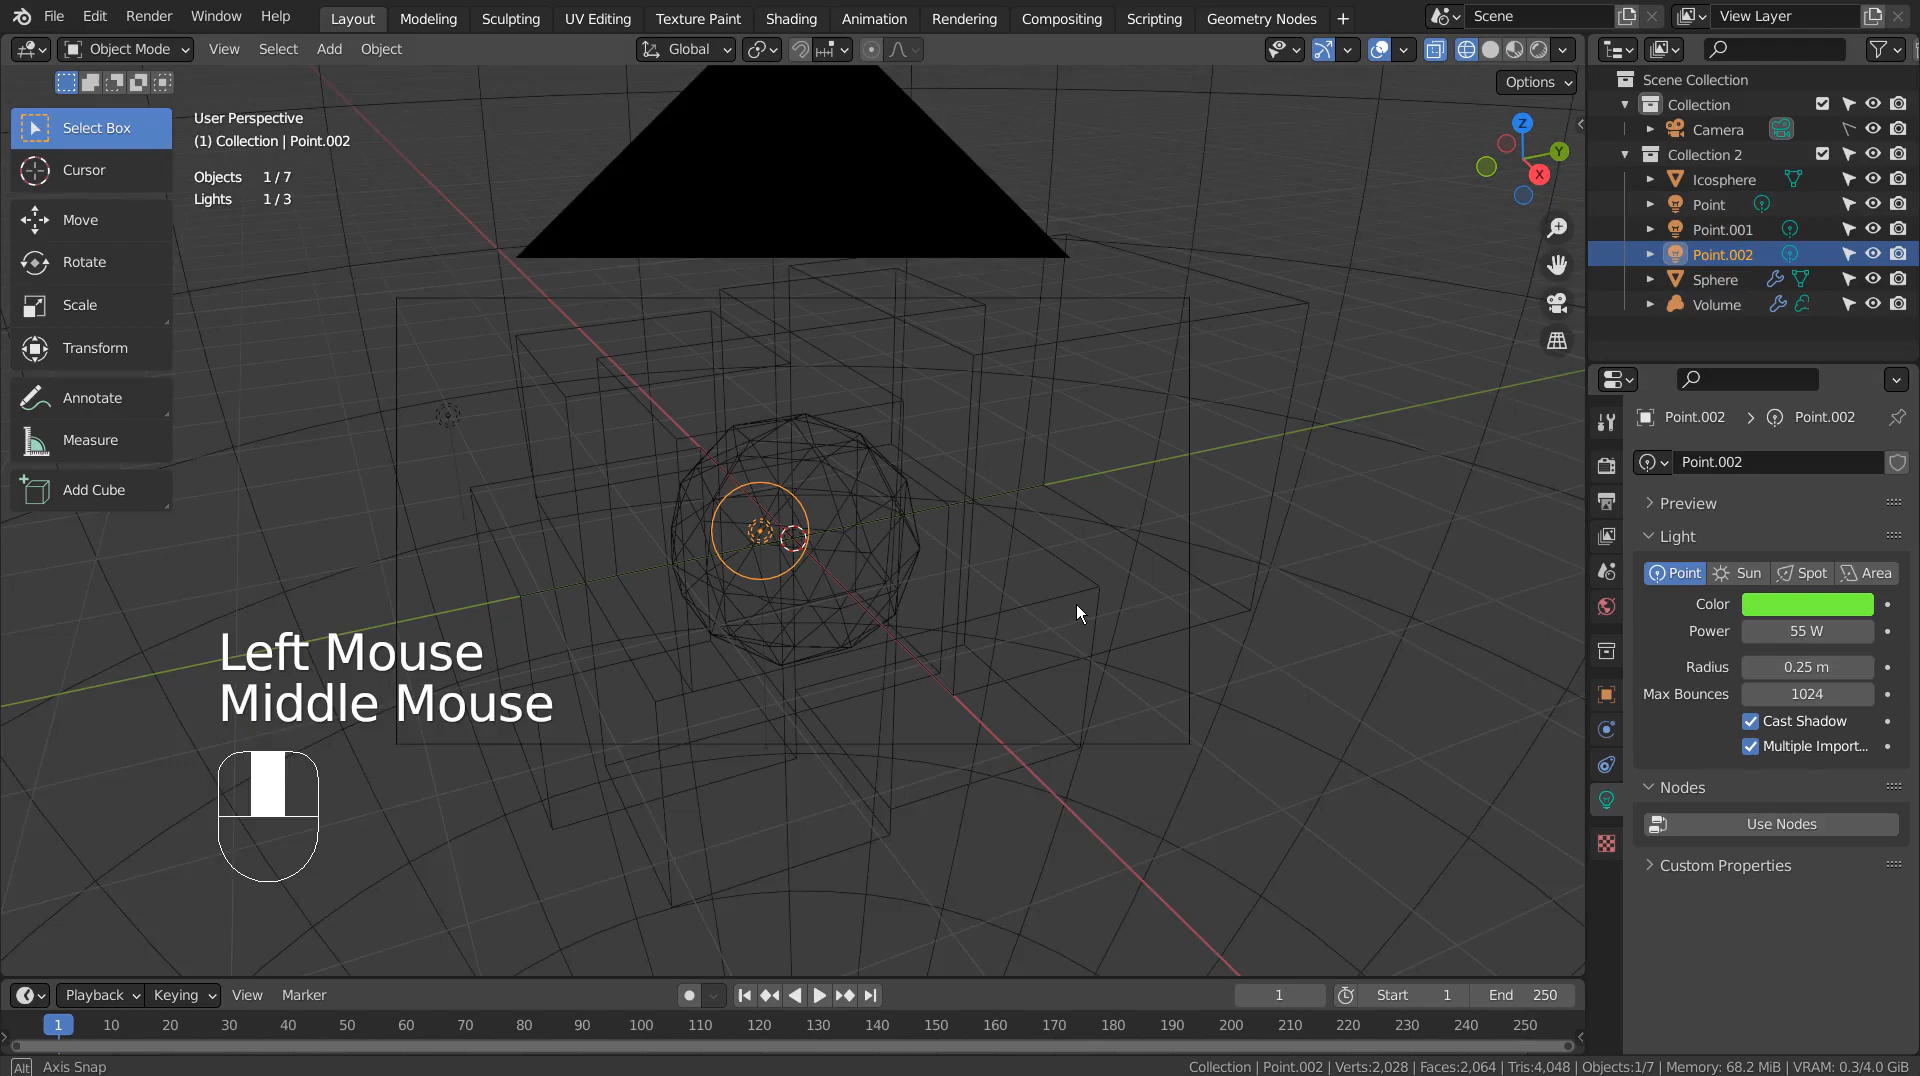 File Edit Render Window Help Layout Modeling Sculpting UV Editing Texture Paint Shading Animation Rendering Compositing Scripting Geometry Nodes + Scene View Layer
Object Mode View Select Add Object Global
Options
Select Box
Cursor
Move
Rotate
Scale
Transform
Annotate
Measure
Add Cube
User Perspective
(1) Collection | Point.002
Objects 1 / 7
Lights 1 / 3
Z
Y
X
Left Mouse
Middle Mouse
Scene Collection
Collection
Camera
Collection 2
Icosphere
Point
Point.001
Point.002
Sphere
Volume
Point.002 > Point.002
Point.002
Preview
Light
Point Sun Spot Area
Color
Power 55 W
Radius 0.25 m
Max Bounces 1024
Cast Shadow
Multiple Import...
Nodes
Use Nodes
Custom Properties
Playback Keying View Marker 1 Start 1 End 250
1 10 20 30 40 50 60 70 80 90 100 110 120 130 140 150 160 170 180 190 200 210 220 230 240 250
Alt Axis Snap
Collection | Point.002 | Verts:2,028 | Faces:2,064 | Tris:4,048 | Objects:1/7 | Memory: 68.2 MiB | VRAM: 0.3/4.0 GiB